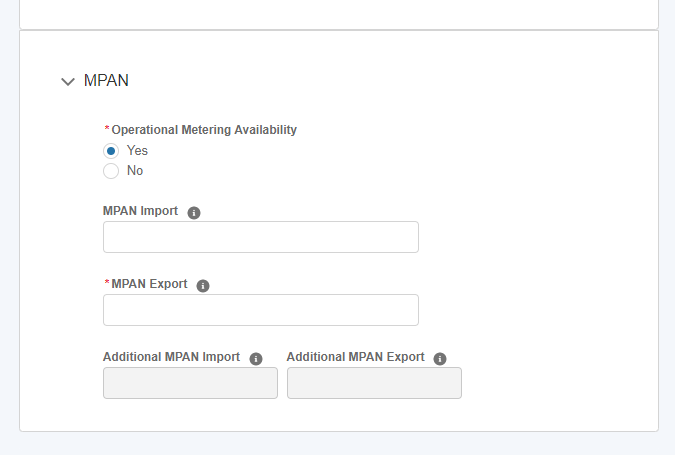 MPAN
*Operational Metering Availability
Yes
No
MPAN Import i
*MPAN Export i
Additional MPAN Import i Additional MPAN Export i